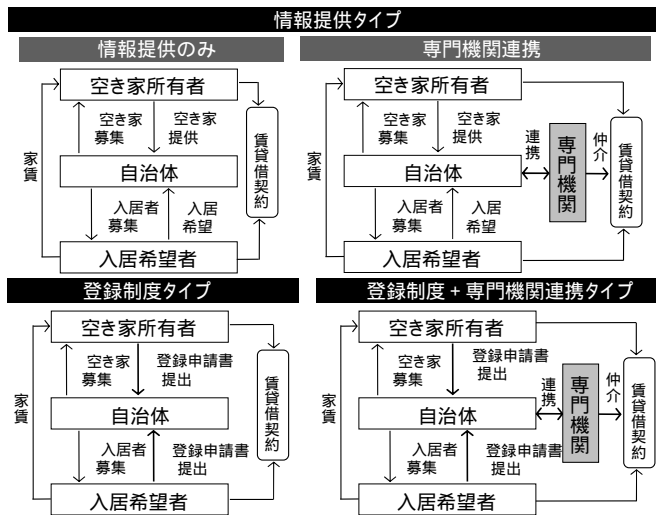 情報提供タイプ
情報提供のみ
空き家所有者
空き家
募集
空き家
提供
家賃
賃貸借契約
自治体
入居者
募集
入居
希望
入居希望者
専門機関連携
空き家所有者
空き家
募集
空き家
提供
家賃
連携
専門機関
仲介
賃貸借契約
自治体
入居者
募集
入居
希望
入居希望者
登録制度タイプ
空き家所有者
空き家
募集
登録申請書
提出
家賃
賃貸借契約
自治体
入居者
募集
登録申請書
提出
入居希望者
登録制度+専門機関連携タイプ
空き家所有者
空き家
募集
登録申請書
提出
家賃
連携
専門機関
仲介
賃貸借契約
自治体
入居者
募集
登録申請書
提出
入居希望者